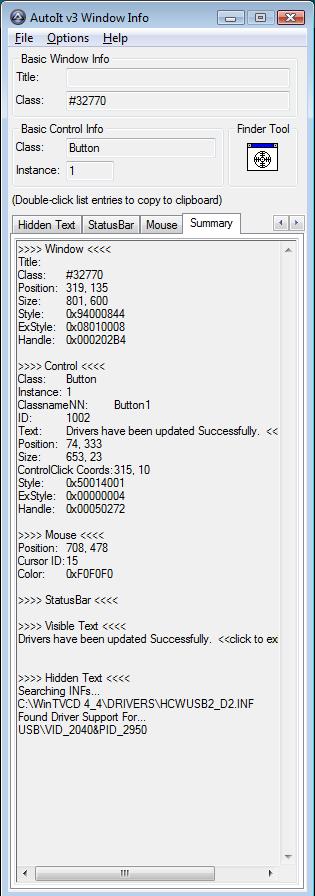 AutoIt v3 Window Info
File Options Help
Basic Window Info
Title:
Class: #32770
Basic Control Info
Class: Button
Instance: 1
Finder Tool
(Double-click list entries to copy to clipboard)
Hidden Text StatusBar Mouse Summary
>>>> Window <<<<
Title:
Class: #32770
Position: 319, 135
Size: 801, 600
Style: 0x94000844
ExStyle: 0x08010008
Handle: 0x000202B4
>>>> Control <<<<
Class: Button
Instance: 1
ClassnameNN: Button1
ID: 1002
Text: Drivers have been updated Successfully. <<
Position: 74, 333
Size: 653, 23
ControlClick Coords: 315, 10
Style: 0x50014001
ExStyle: 0x00000004
Handle: 0x00050272
>>>> Mouse <<<<
Position: 708, 478
Cursor ID: 15
Color: 0xF0F0F0
>>>> StatusBar <<<<
>>>> Visible Text <<<<
Drivers have been updated Successfully. <<click to ex
>>>> Hidden Text <<<<
Searching INFs...
C:\WinTVCD 4_4\DRIVERS\HCWUSB2_D2.INF
Found Driver Support For...
USB\VID_2040&PID_2950